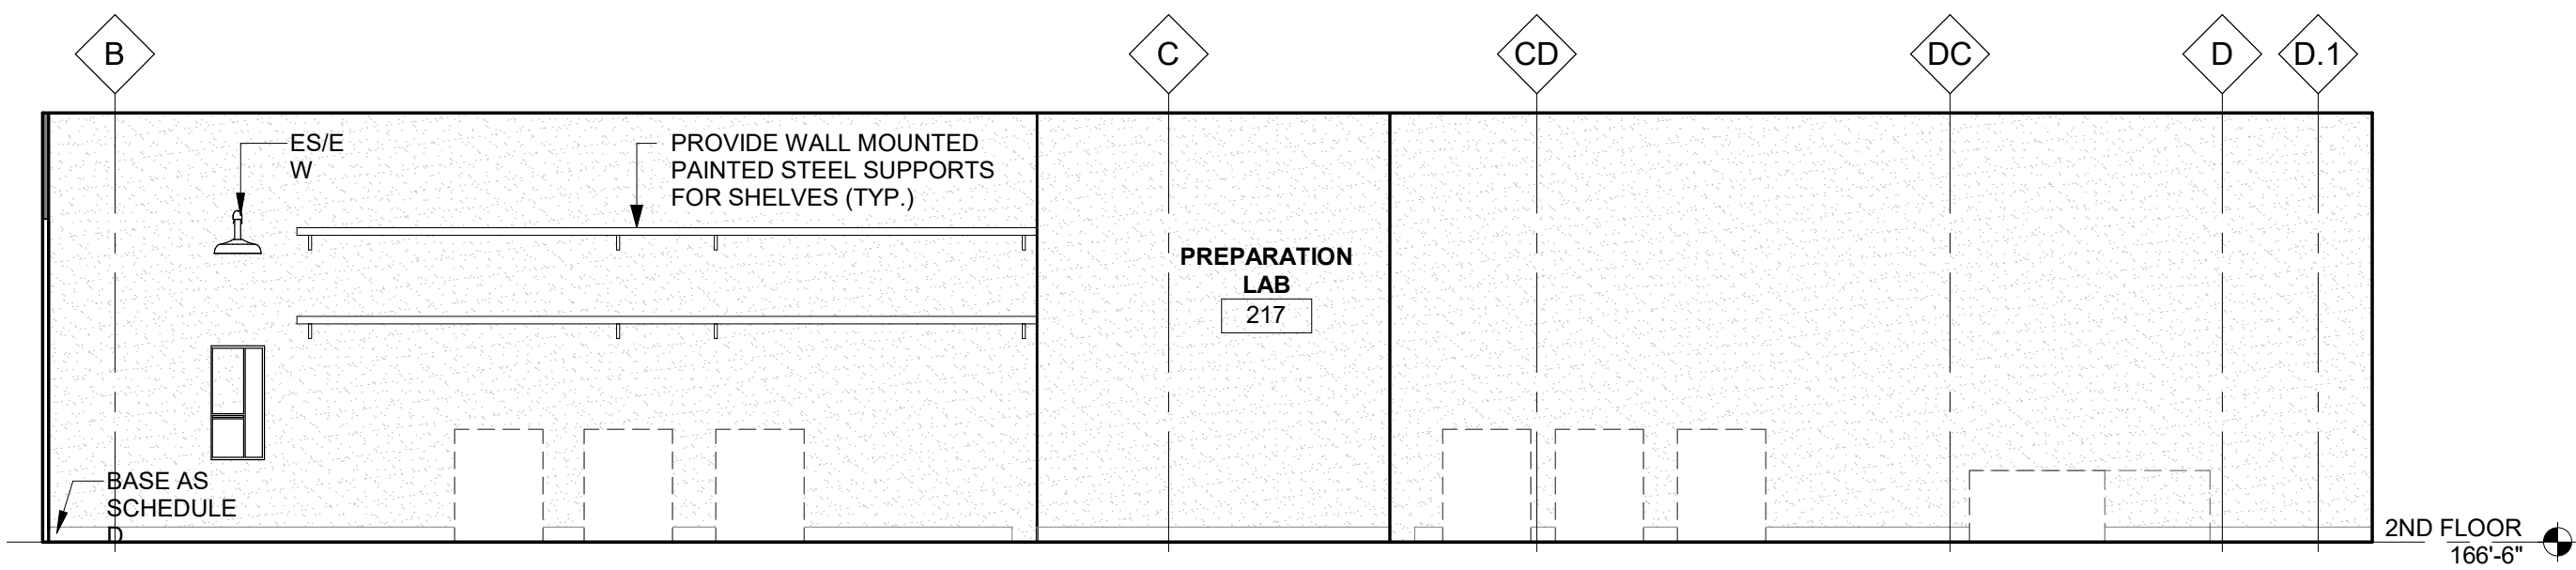 B
C
CD
DC
D
D.1
ES/E
W
PROVIDE WALL MOUNTED
PAINTED STEEL SUPPORTS
FOR SHELVES (TYP.)
PREPARATION
LAB
217
BASE AS
SCHEDULE
D
2ND FLOOR
166'-6"